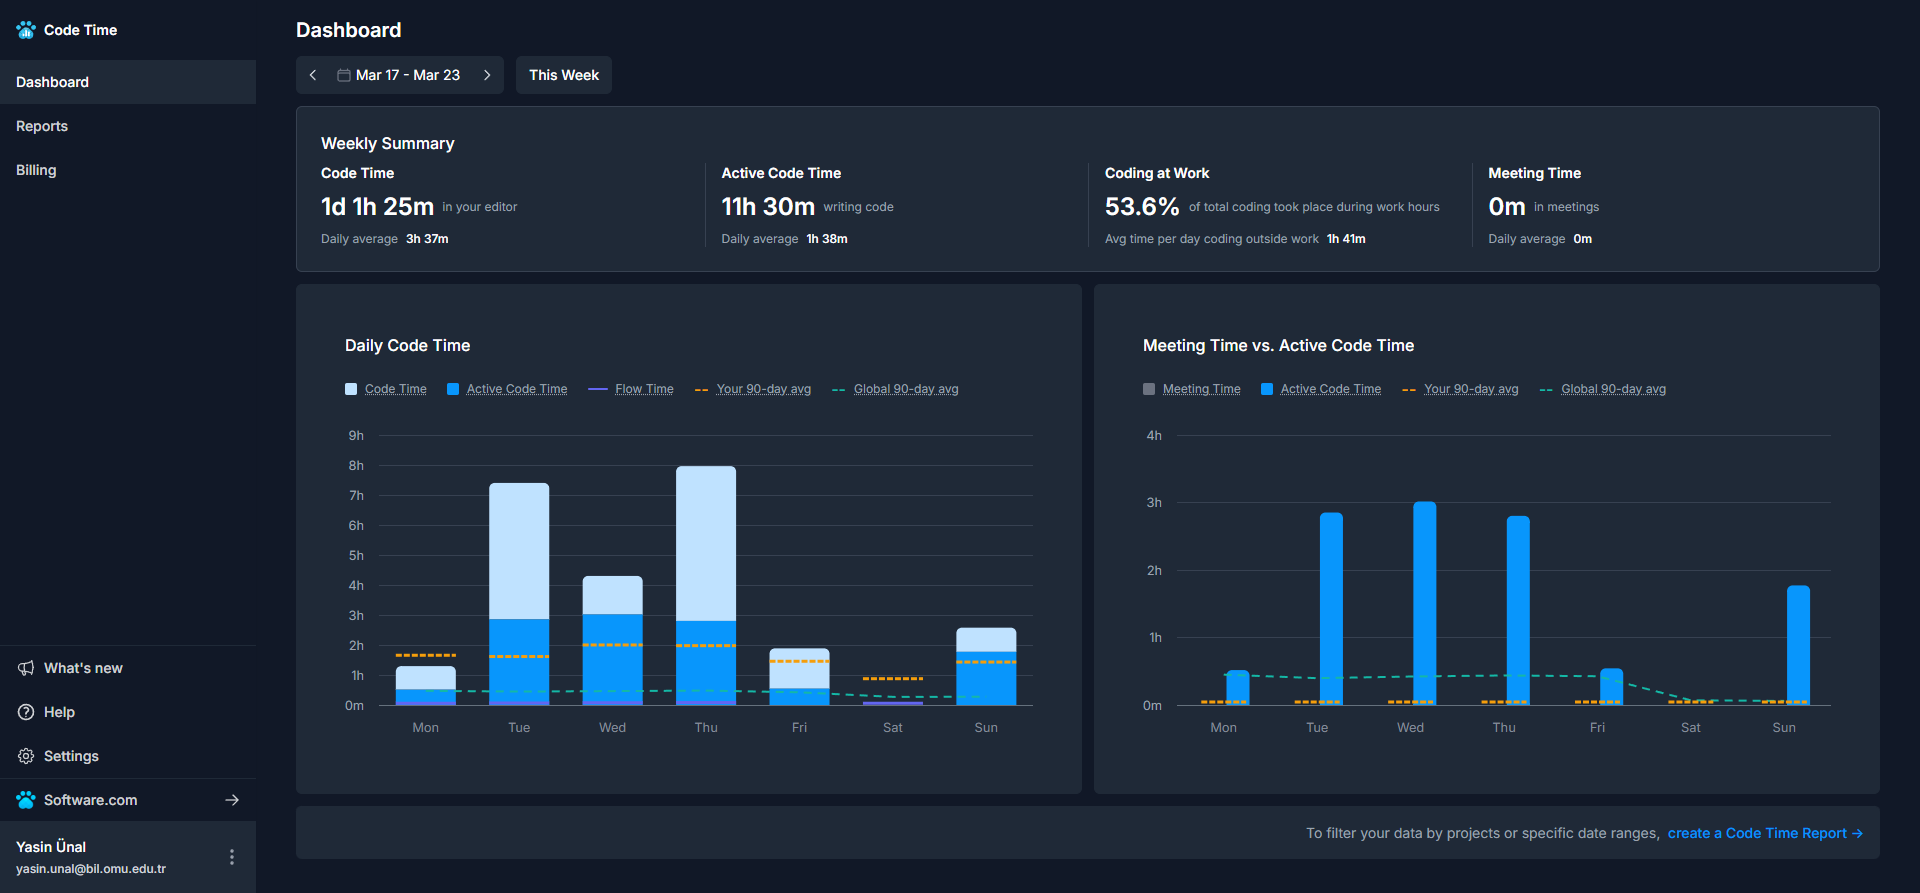 Code Time
Dashboard
Reports
Billing
What's new
Help
Settings
Software.com
Yasin Ünal
yasin.unal@bil.omu.edu.tr
Dashboard
Mar 17 - Mar 23
This Week
Weekly Summary
Code Time
1d 1h 25m in your editor
Daily average 3h 37m
Active Code Time
11h 30m writing code
Daily average 1h 38m
Coding at Work
53.6% of total coding took place during work hours
Avg time per day coding outside work 1h 41m
Meeting Time
0m in meetings
Daily average 0m
Daily Code Time
Code Time Active Code Time Flow Time Your 90-day avg Global 90-day avg
9h
8h
7h
6h
5h
4h
3h
2h
1h
0m
Mon Tue Wed Thu Fri Sat Sun
Meeting Time vs. Active Code Time
Meeting Time Active Code Time Your 90-day avg Global 90-day avg
4h
3h
2h
1h
0m
Mon Tue Wed Thu Fri Sat Sun
To filter your data by projects or specific date ranges, create a Code Time Report →